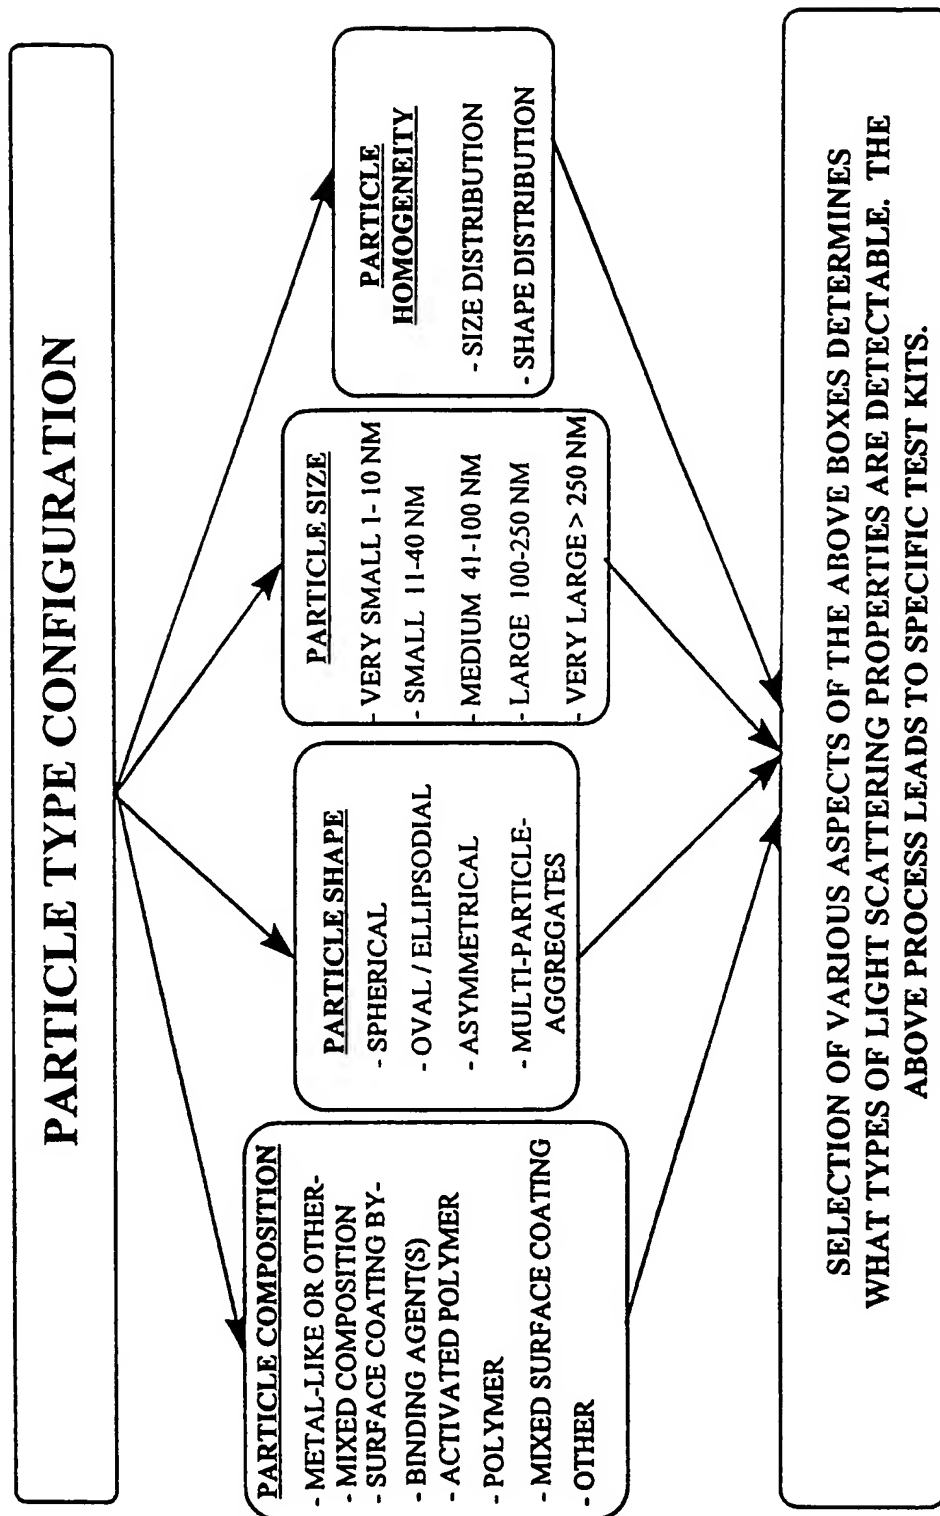 PARTICLE TYPE CONFIGURATION
PARTICLE COMPOSITION
- METAL-LIKE OR OTHER-
- MIXED COMPOSITION
- SURFACE COATING BY-
- BINDING AGENT(S)
- ACTIVATED POLYMER
- POLYMER
- MIXED SURFACE COATING
- OTHER
PARTICLE SHAPE
- SPHERICAL
- OVAL / ELLIPSODIAL
- ASYMMETRICAL
- MULTI-PARTICLE-
AGGREGATES
PARTICLE SIZE
- VERY SMALL 1- 10 NM
- SMALL 11-40 NM
- MEDIUM 41-100 NM
- LARGE 100-250 NM
- VERY LARGE > 250 NM
PARTICLE
HOMOGENEITY
- SIZE DISTRIBUTION
- SHAPE DISTRIBUTION
SELECTION OF VARIOUS ASPECTS OF THE ABOVE BOXES DETERMINES
WHAT TYPES OF LIGHT SCATTERING PROPERTIES ARE DETECTABLE. THE
ABOVE PROCESS LEADS TO SPECIFIC TEST KITS.